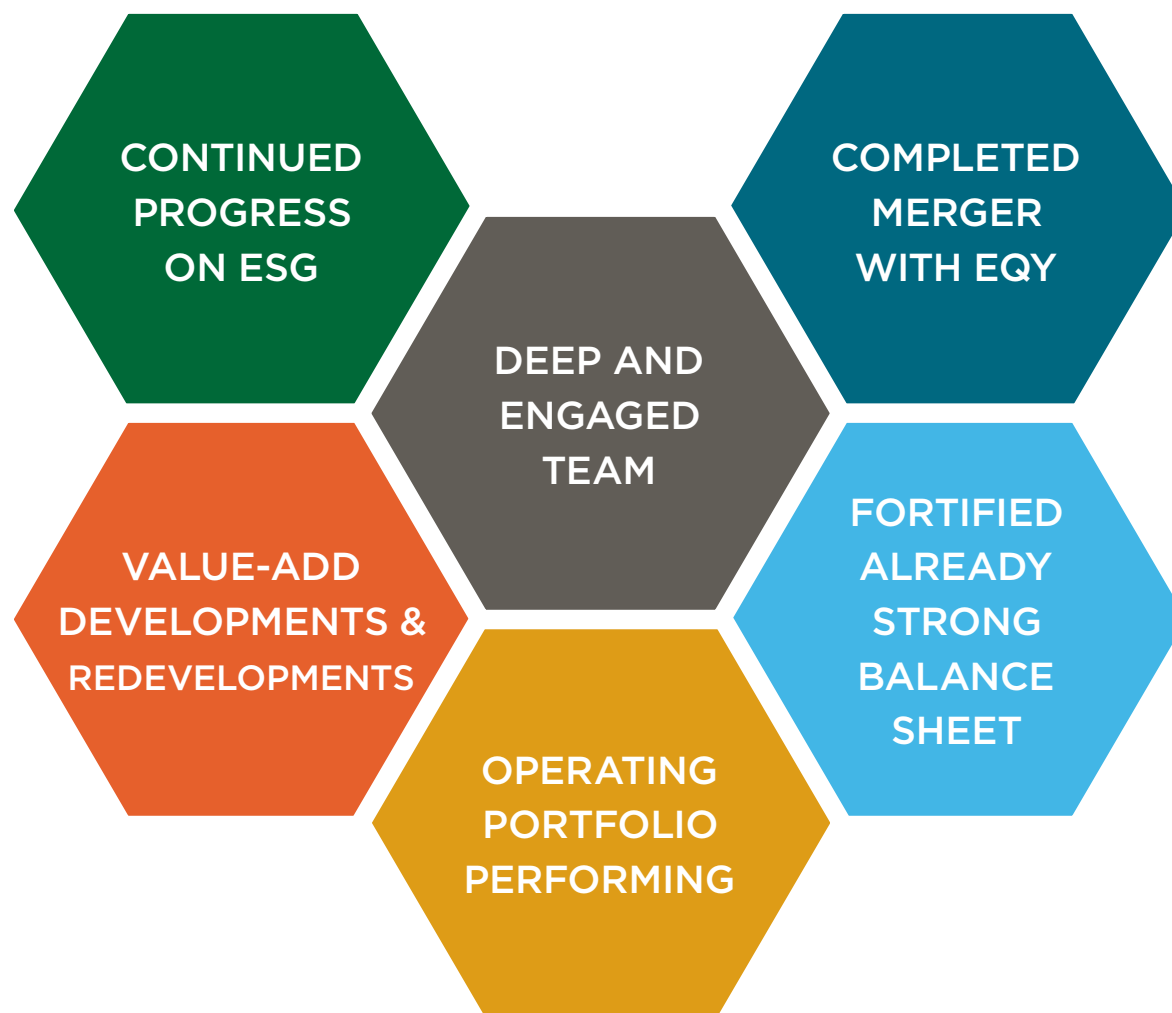 CONTINUED
PROGRESS
ON ESG
COMPLETED
MERGER
WITH EQY
DEEP AND
ENGAGED
TEAM
VALUE-ADD
DEVELOPMENTS &
REDEVELOPMENTS
FORTIFIED
ALREADY
STRONG
BALANCE
SHEET
OPERATING
PORTFOLIO
PERFORMING